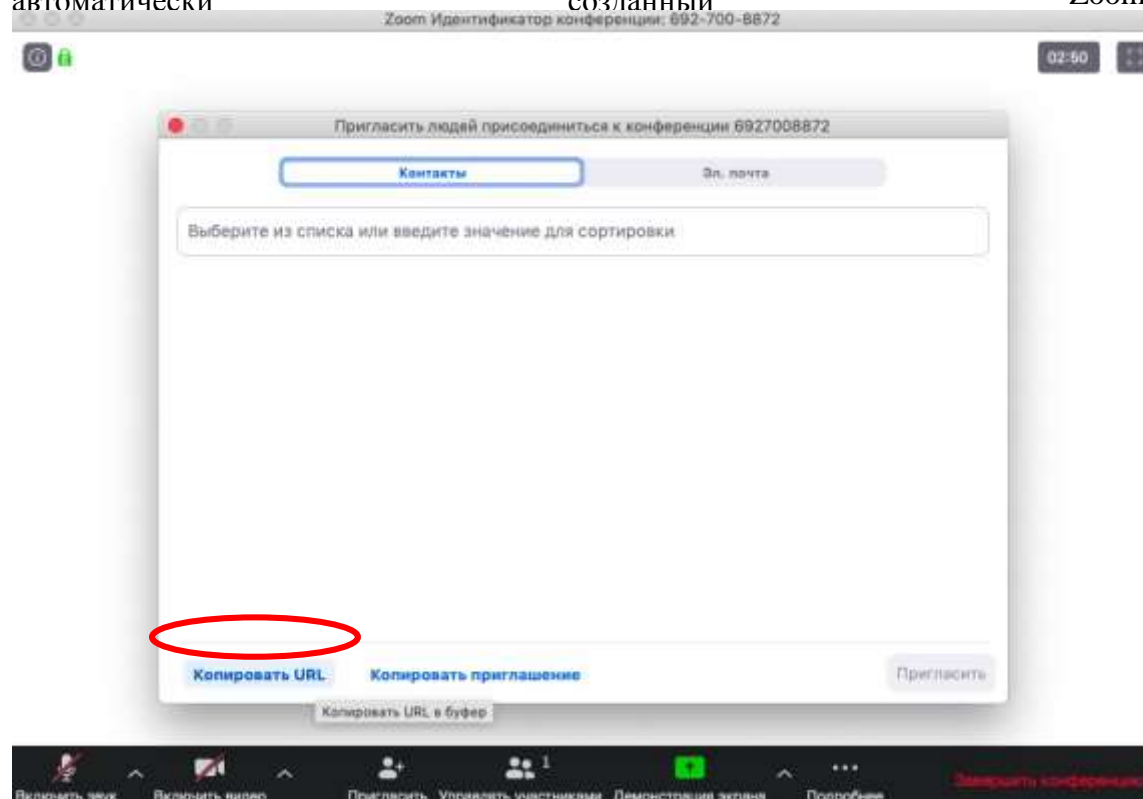 автоматически созданный Zoom
Zoom Идентификатор конференции: 692-700-8872
02:50
Пригласить людей присоединиться к конференции 6927008872
Контакты Эл. почта
Выберите из списка или введите значение для сортировки
Копировать URL Копировать приглашение Пригласить
Копировать URL в буфер
1
Включить звук Включить видео Пригласить Управлять участниками Демонстрация экрана Подробнее Завершить конференцию